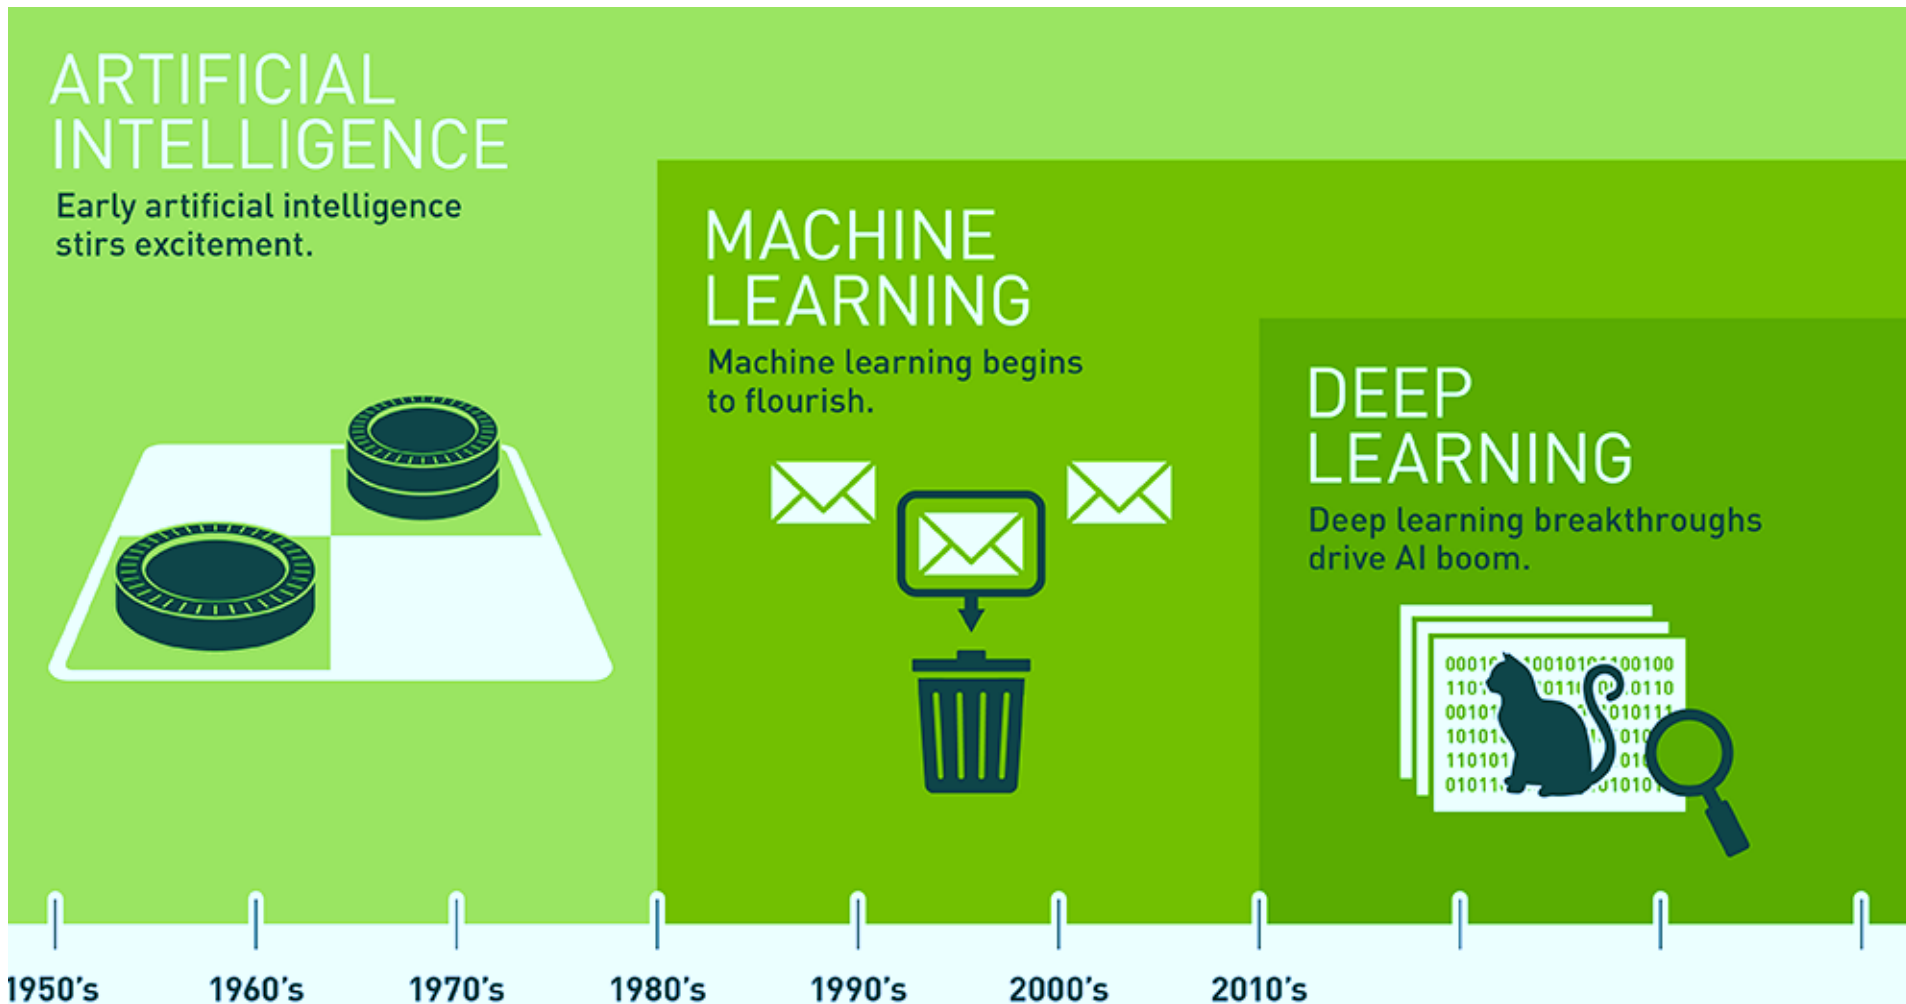 ARTIFICIAL
INTELLIGENCE
Early artificial intelligence
stirs excitement.
MACHINE
LEARNING
Machine learning begins
to flourish.
DEEP
LEARNING
Deep learning breakthroughs
drive AI boom.
1950's 1960's 1970's 1980's 1990's 2000's 2010's